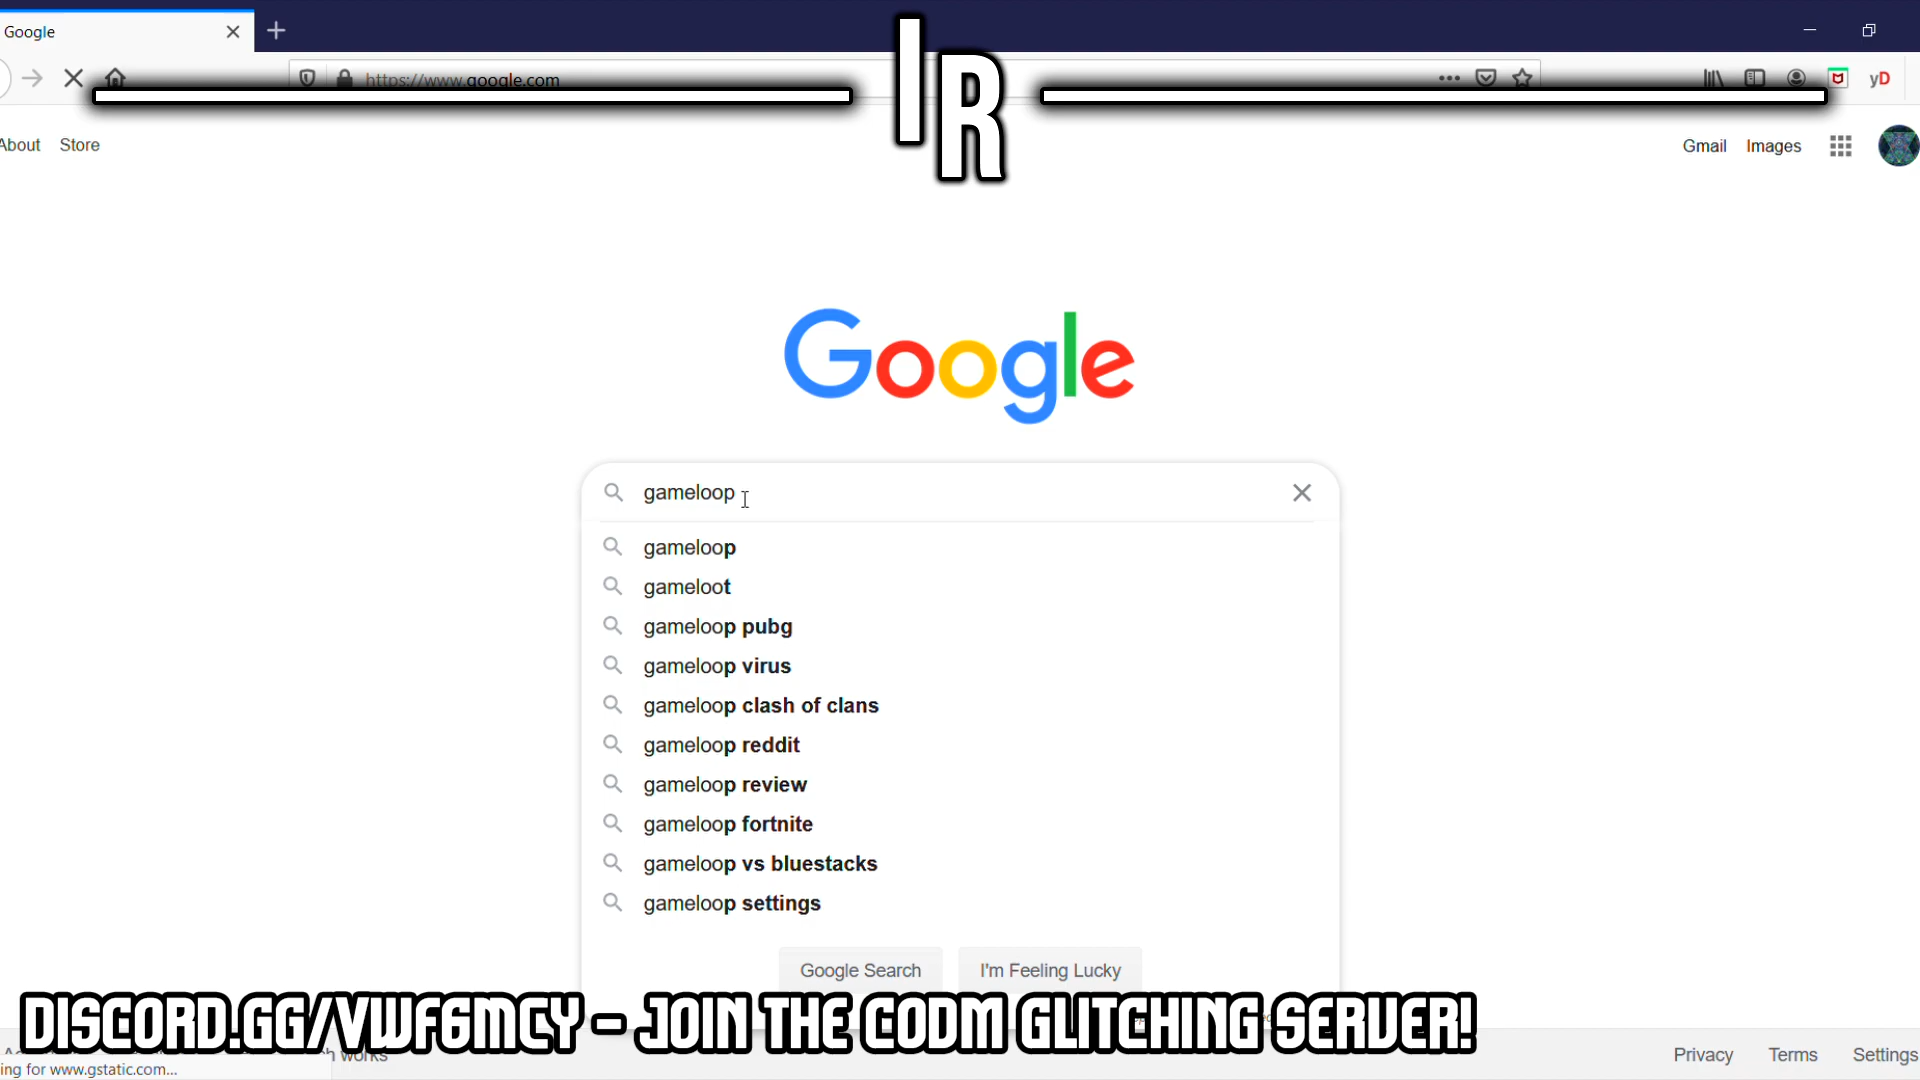 Google
IR
https://www.google.com
yD
About Store
Gmail Images
Google
gameloop
gameloop
gameloot
gameloop pubg
gameloop virus
gameloop clash of clans
gameloop reddit
gameloop review
gameloop fortnite
gameloop vs bluestacks
gameloop settings
Google Search I'm Feeling Lucky
DISCORD.GG/VWF6MCY - JOIN THE CODM GLITCHING SERVER!
works
Privacy Terms Settings
ing for www.gstatic.com...